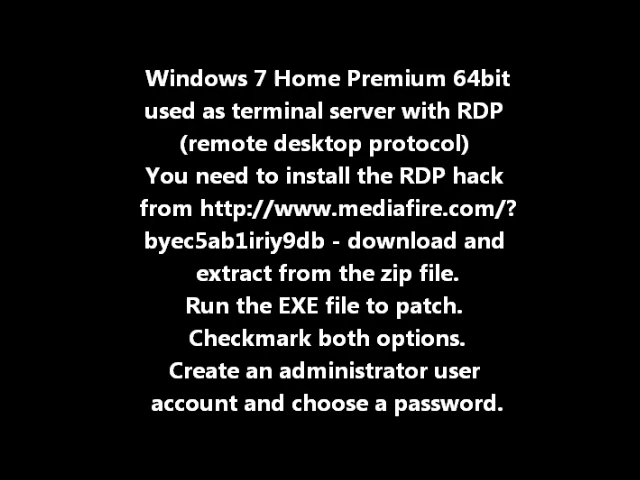 Windows 7 Home Premium 64bit
used as terminal server with RDP
(remote desktop protocol)
You need to install the RDP hack
from http://www.mediafire.com/?
byec5ab1iriy9db - download and
extract from the zip file.
Run the EXE file to patch.
Checkmark both options.
Create an administrator user
account and choose a password.